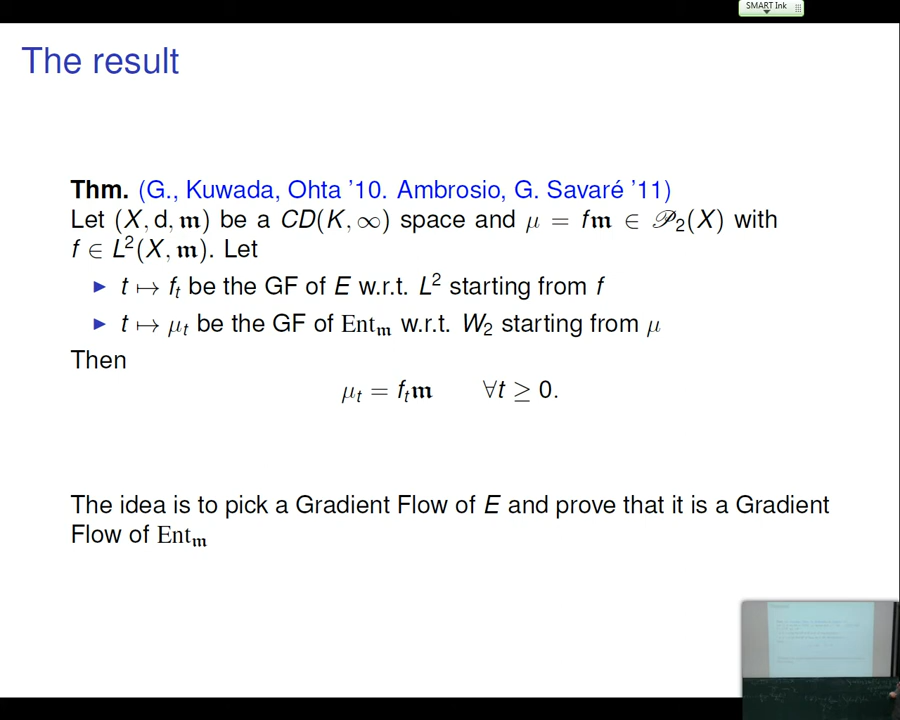 SMART Ink
The result
Thm. (G., Kuwada, Ohta '10. Ambrosio, G. Savaré '11)
Let (X, d, 𝔪) be a CD(K, ∞) space and μ = f𝔪 ∈ 𝒫₂(X) with
f ∈ L²(X, 𝔪). Let
▶ t ↦ fₜ be the GF of E w.r.t. L² starting from f
▶ t ↦ μₜ be the GF of Ent𝔪 w.r.t. W₂ starting from μ
Then
μₜ = fₜ𝔪 ∀t ≥ 0.
The idea is to pick a Gradient Flow of E and prove that it is a Gradient
Flow of Ent𝔪